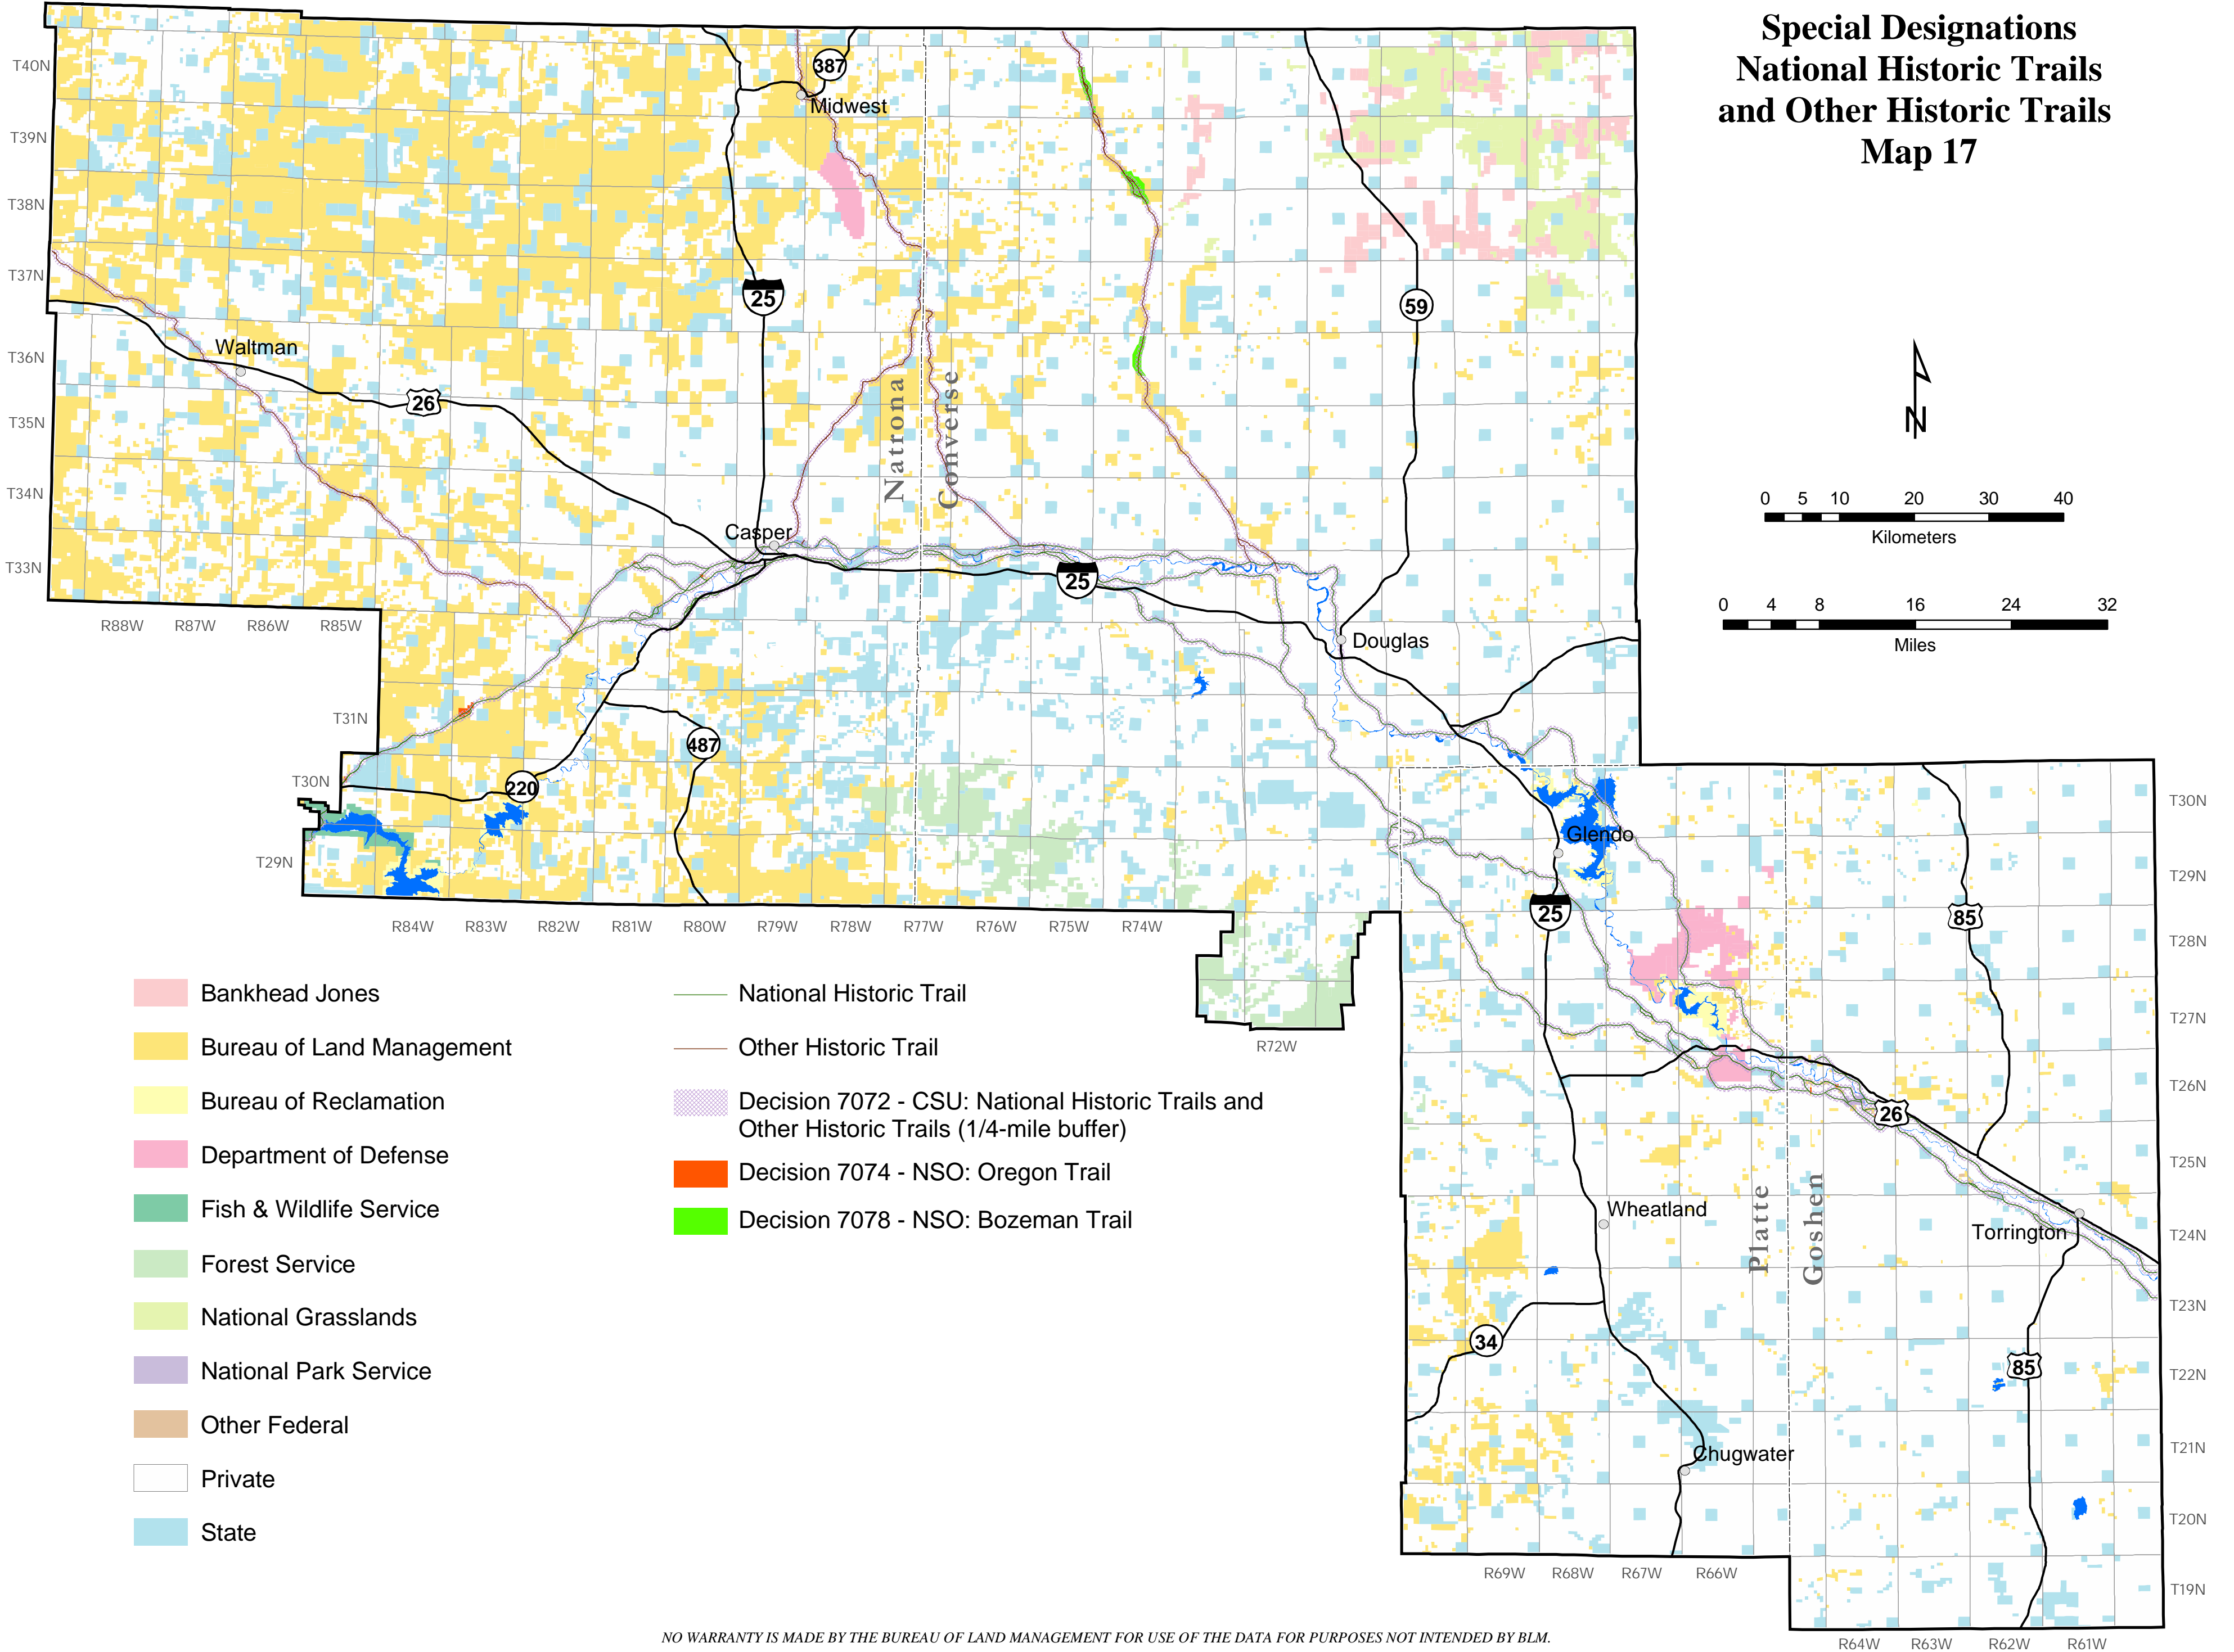 Special Designations
National Historic Trails
and Other Historic Trails
Map 17
T40N
T39N
T38N
T37N
T36N
T35N
T34N
T33N
R88W R87W R86W R85W
T31N
T30N
T29N
387
Midwest
25
59
Waltman
26
Natrona
Converse
Casper
25
Douglas
487
220
Glendo
25
85
R84W R83W R82W R81W R80W R79W R78W R77W R76W R75W R74W
R72W
N
0 5 10 20 30 40
Kilometers
0 4 8 16 24 32
Miles
T30N
T29N
T28N
T27N
T26N
T25N
T24N
T23N
T22N
T21N
T20N
T19N
26
Wheatland
Platte
Goshen
Torrington
34
85
Chugwater
R69W R68W R67W R66W
R64W R63W R62W R61W
Bankhead Jones
Bureau of Land Management
Bureau of Reclamation
Department of Defense
Fish & Wildlife Service
Forest Service
National Grasslands
National Park Service
Other Federal
Private
State
National Historic Trail
Other Historic Trail
Decision 7072 - CSU: National Historic Trails and
Other Historic Trails (1/4-mile buffer)
Decision 7074 - NSO: Oregon Trail
Decision 7078 - NSO: Bozeman Trail
NO WARRANTY IS MADE BY THE BUREAU OF LAND MANAGEMENT FOR USE OF THE DATA FOR PURPOSES NOT INTENDED BY BLM.